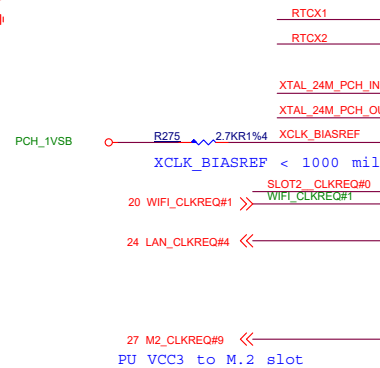 RTCX1
RTCX2
XTAL_24M_PCH_IN
XTAL_24M_PCH_OU
PCH_1VSB R275 2.7KR1%4 XCLK_BIASREF
XCLK_BIASREF < 1000 mil
SLOT2__CLKREQ#0
20 WIFI_CLKREQ#1 WIFI_CLKREQ#1
24 LAN_CLKREQ#4
27 M2_CLKREQ#9
PU VCC3 to M.2 slot